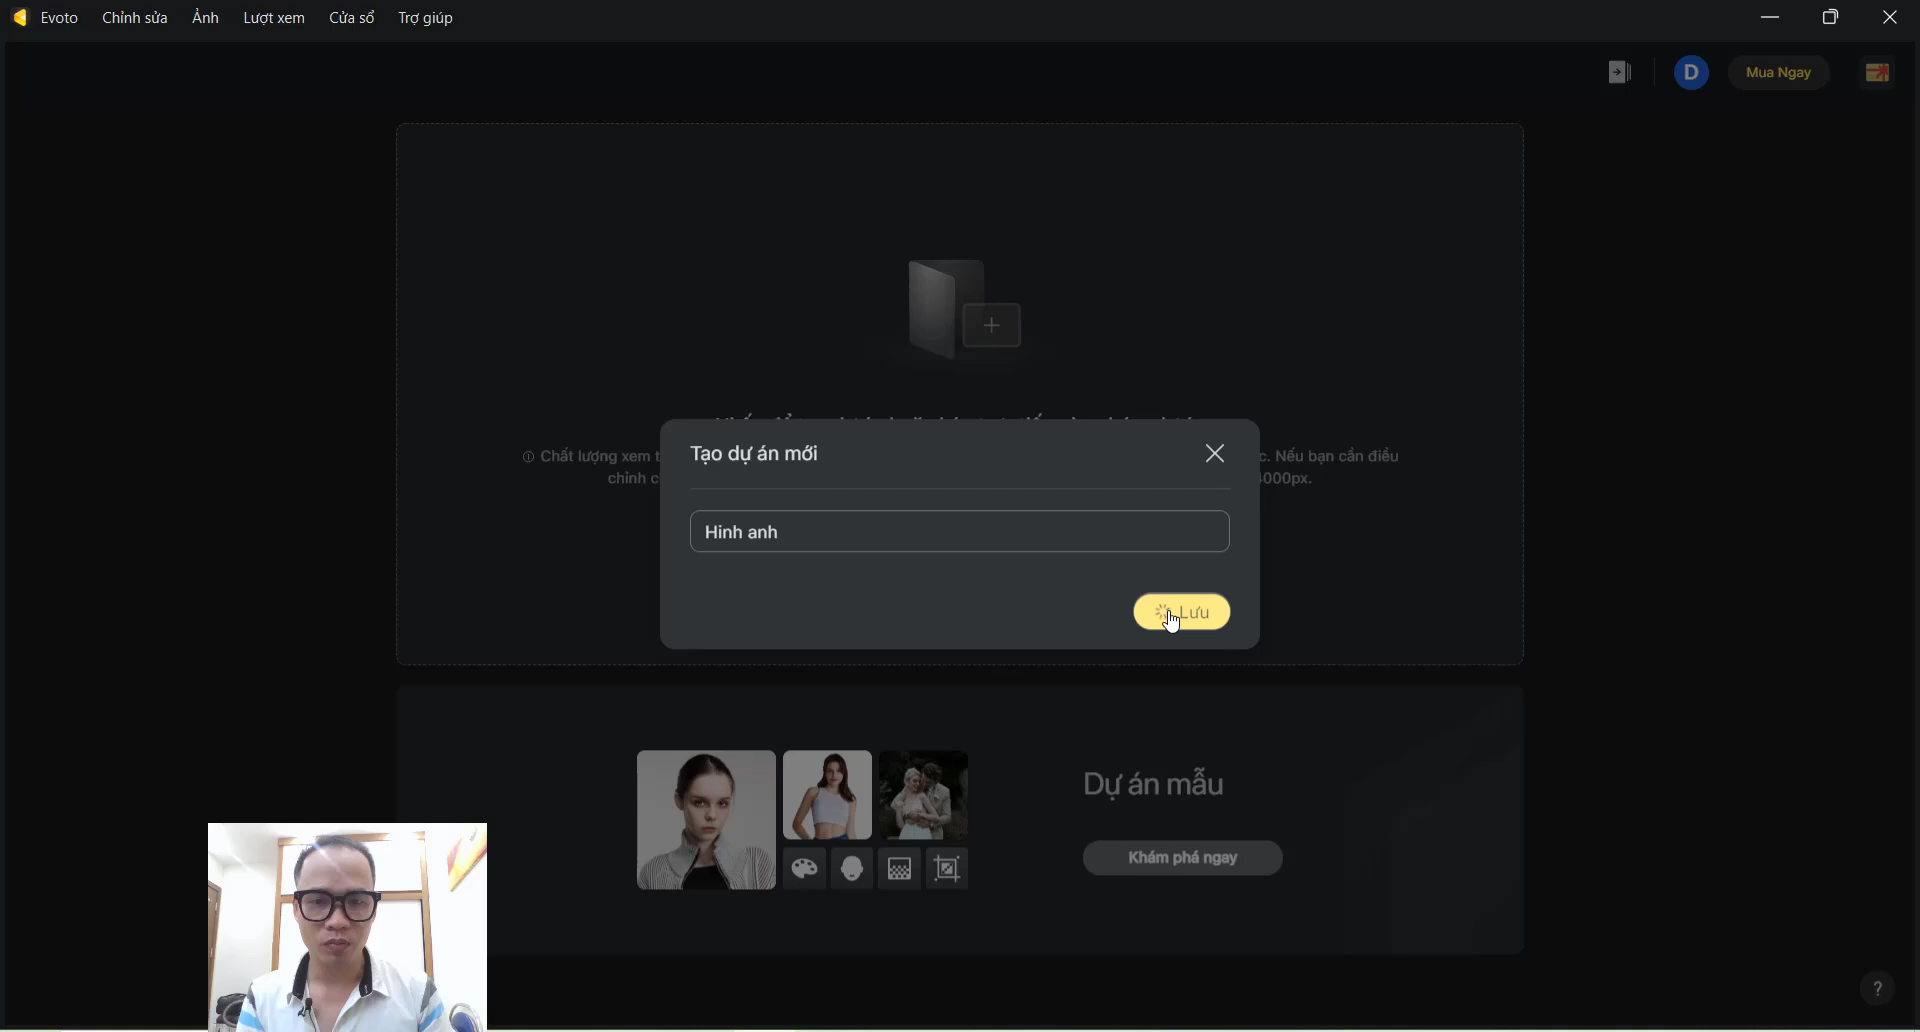 Evoto Chỉnh sửa Ảnh Lượt xem Cửa sổ Trợ giúp
D Mua Ngay
Chất lượng xem t
c. Nếu bạn cần điều
chỉnh c
000px.
Tạo dự án mới
Hinh anh
Lưu
Dự án mẫu
Khám phá ngay
?